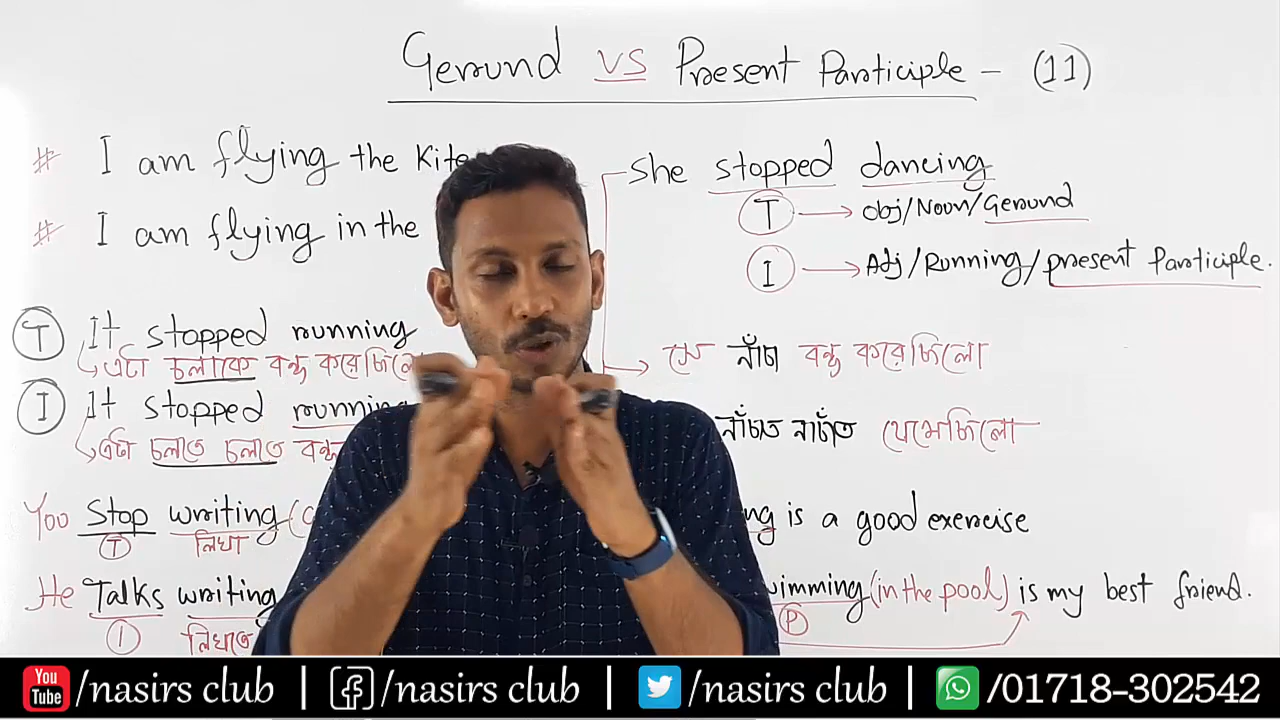 Gerund vs Present Participle - (11)
# I am flying the Kite
# I am flying in the
She stopped dancing
T → obj/Noun/Gerund
I → Adj/Running/present Participle.
T It stopped running
এটা চলাকে বন্ধ করেছিলো
I It stopped running
এটা চলতে চলতে বন্ধ
সে নাঁচা বন্ধ করেছিলো
নাঁচতে নাচতে থেমেছিলো
You Stop writing
T লিখা
He Talks writing
I লিখতে
is a good exercise
(in the pool) is my best friend.
P
You Tube /nasirs club
f /nasirs club
/nasirs club
/01718-302542